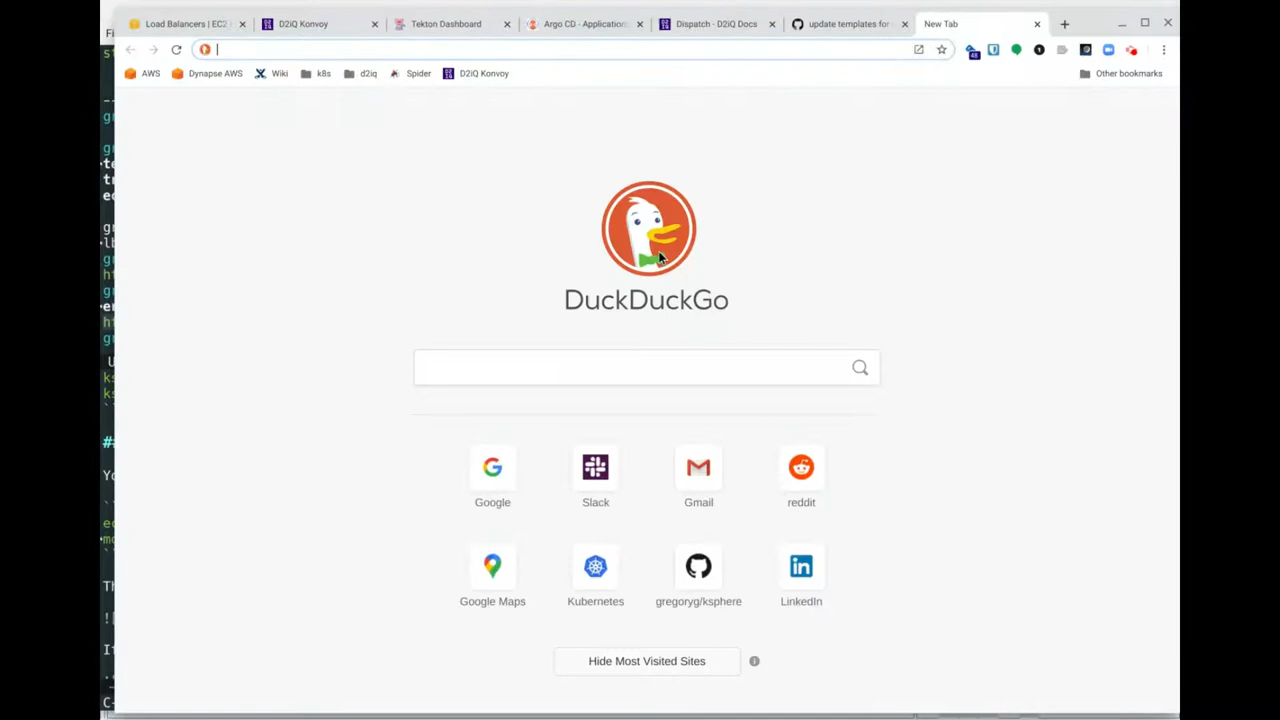 Load Balancers | EC2
D2iQ Konvoy
Tekton Dashboard
Argo CD - Application
Dispatch - D2iQ Docs
update templates for
New Tab
48
AWS
Dynapse AWS
Wiki
k8s
d2iq
Spider
D2iQ Konvoy
Other bookmarks
DuckDuckGo
Google
Slack
Gmail
reddit
Google Maps
Kubernetes
gregoryg/ksphere
LinkedIn
Hide Most Visited Sites